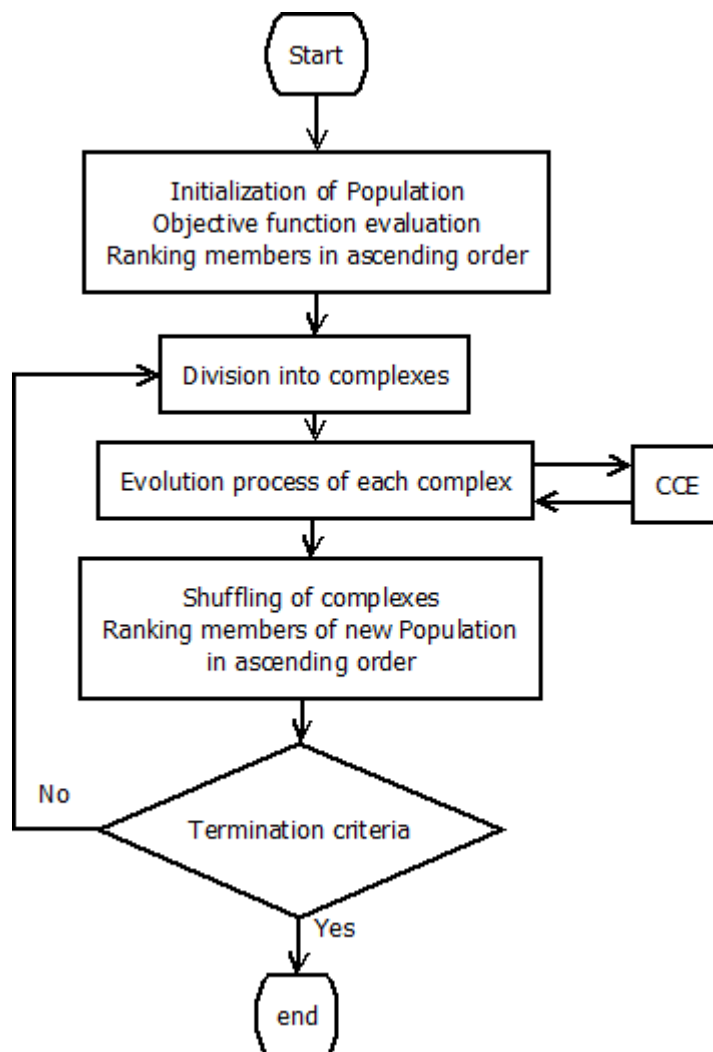 Start
Initialization of Population
Objective function evaluation
Ranking members in ascending order
Division into complexes
Evolution process of each complex
CCE
Shuffling of complexes
Ranking members of new Population
in ascending order
No
Termination criteria
Yes
end